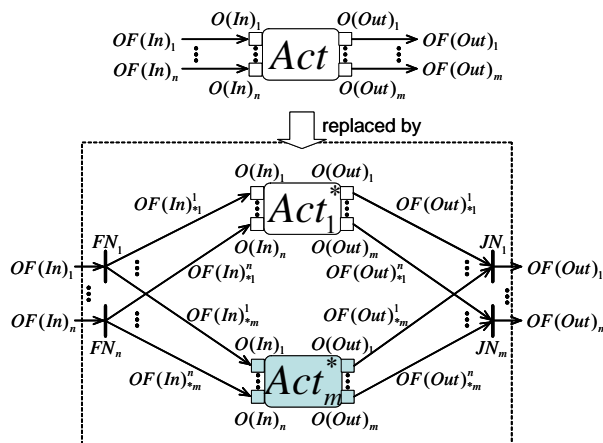 O(In)₁ O(Out)₁
OF(In)₁ Act OF(Out)₁
OF(In)ₙ OF(Out)ₘ
O(In)ₙ O(Out)ₘ
replaced by
O(In)₁ O(Out)₁
OF(In)¹*₁ Act*₁ OF(Out)¹*₁
FN₁ O(In)ₙ O(Out)ₘ JN₁
OF(In)₁ OF(In)ⁿ*₁ OF(Out)ⁿ*₁ OF(Out)₁
OF(In)ₙ OF(In)¹*ₘ OF(Out)¹*ₘ OF(Out)ₙ
FNₙ O(In)₁ O(Out)₁ JNₘ
OF(In)ⁿ*ₘ Act*ₘ OF(Out)ⁿ*ₘ
O(In)ₙ O(Out)ₘ